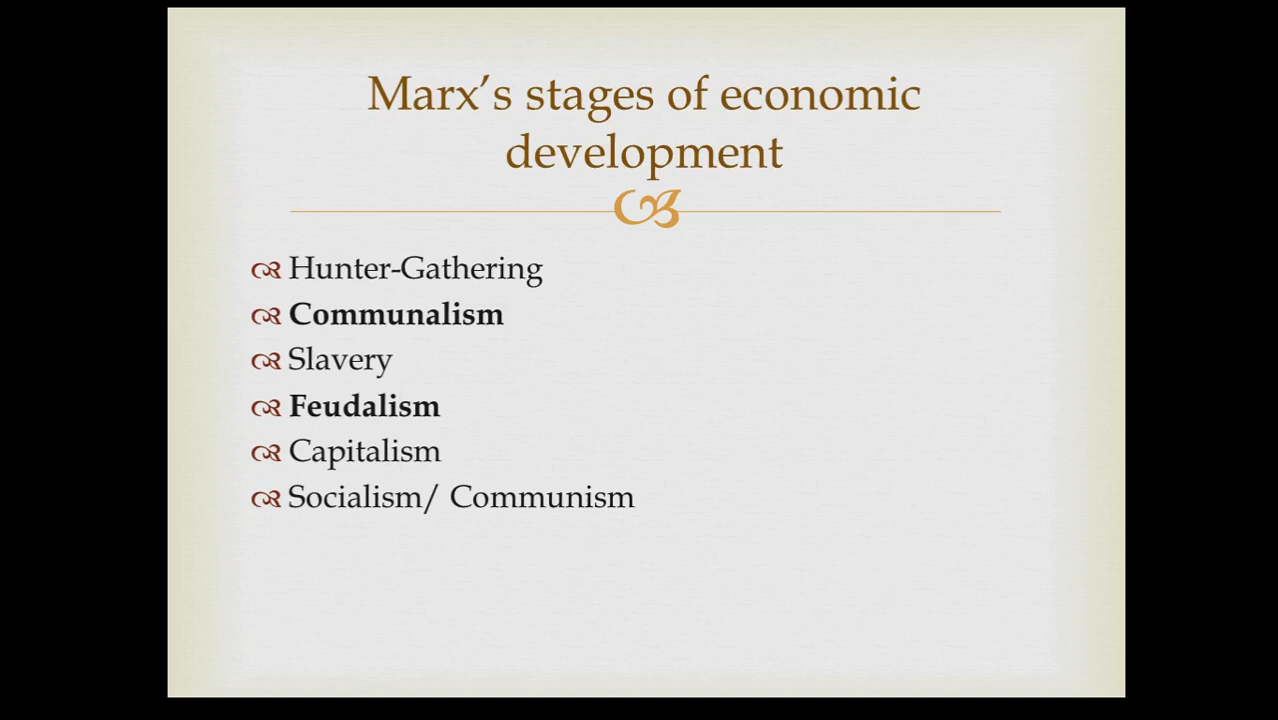 Marx’s stages of economic
development
Hunter-Gathering
Communalism
Slavery
Feudalism
Capitalism
Socialism/ Communism